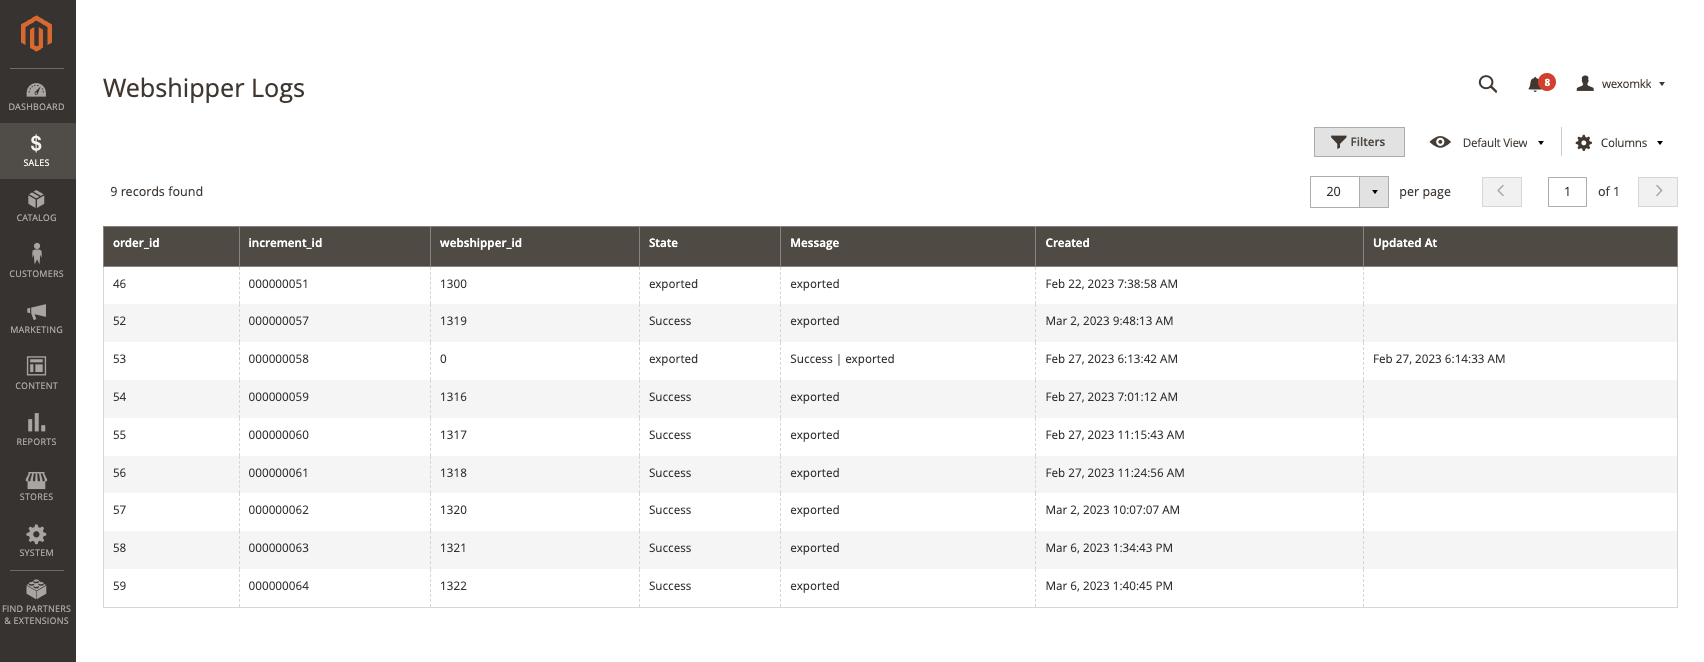 Webshipper Logs
8
wexomkk
DASHBOARD
SALES
CATALOG
CUSTOMERS
MARKETING
CONTENT
REPORTS
STORES
SYSTEM
FIND PARTNERS
& EXTENSIONS
Filters Default View Columns
9 records found 20 per page 1 of 1
order_id increment_id webshipper_id State Message Created Updated At
46 000000051 1300 exported exported Feb 22, 2023 7:38:58 AM
52 000000057 1319 Success exported Mar 2, 2023 9:48:13 AM
53 000000058 0 exported Success | exported Feb 27, 2023 6:13:42 AM Feb 27, 2023 6:14:33 AM
54 000000059 1316 Success exported Feb 27, 2023 7:01:12 AM
55 000000060 1317 Success exported Feb 27, 2023 11:15:43 AM
56 000000061 1318 Success exported Feb 27, 2023 11:24:56 AM
57 000000062 1320 Success exported Mar 2, 2023 10:07:07 AM
58 000000063 1321 Success exported Mar 6, 2023 1:34:43 PM
59 000000064 1322 Success exported Mar 6, 2023 1:40:45 PM